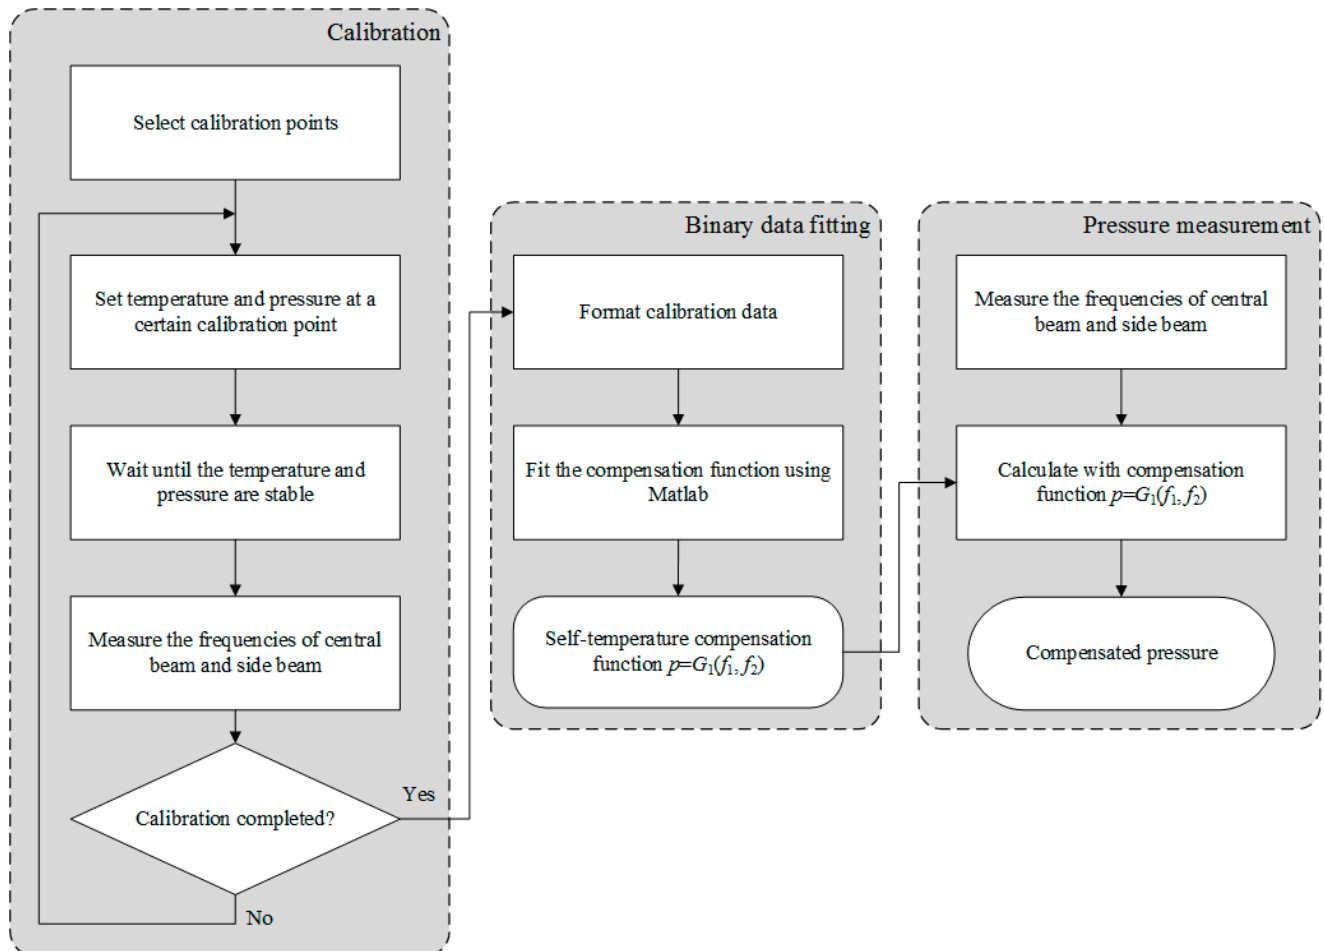 Calibration
Select calibration points
Set temperature and pressure at a
certain calibration point
Wait until the temperature and
pressure are stable
Measure the frequencies of central
beam and side beam
Calibration completed?
Yes
No
Binary data fitting
Format calibration data
Fit the compensation function using
Matlab
Self-temperature compensation
function p=G₁(f₁, f₂)
Pressure measurement
Measure the frequencies of central
beam and side beam
Calculate with compensation
function p=G₁(f₁, f₂)
Compensated pressure